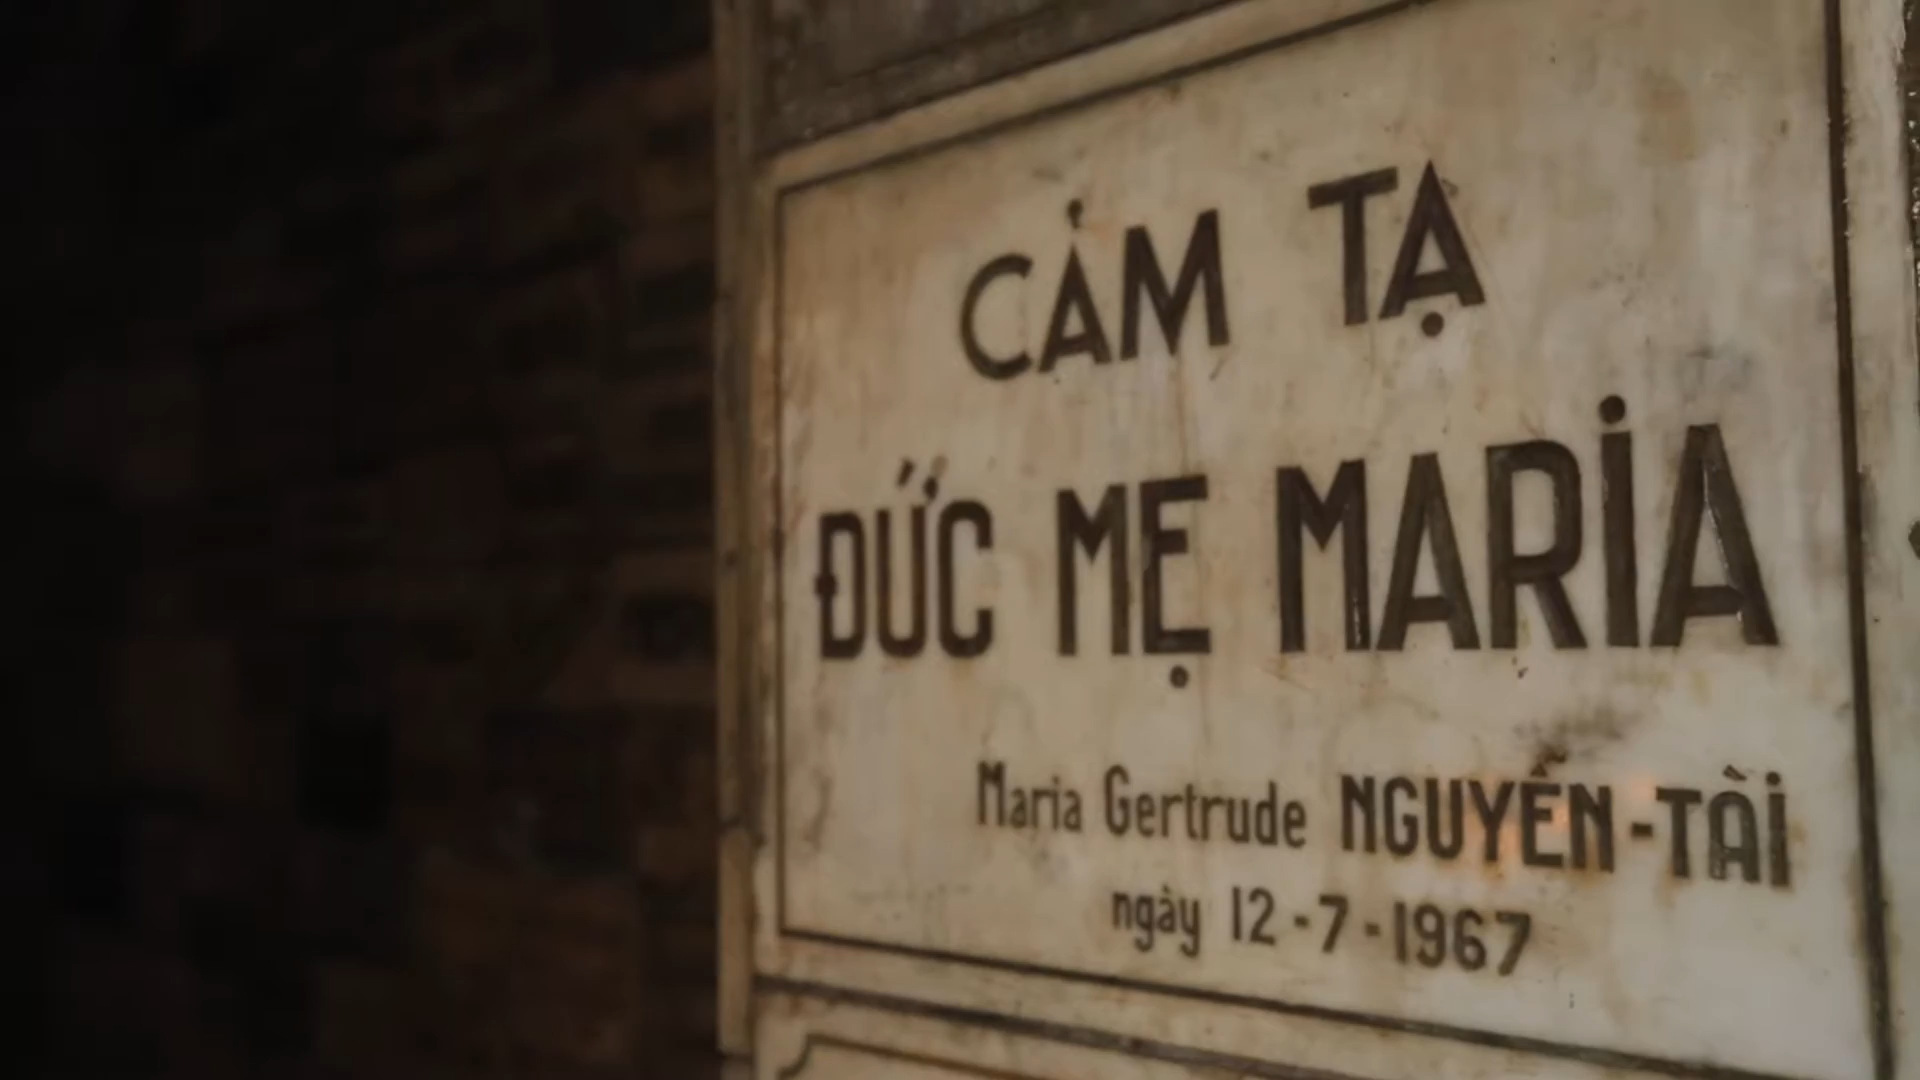 CẢM TẠ
ĐỨC MẸ MARIA
Maria Gertrude NGUYỄN-TÀI
ngày 12-7-1967